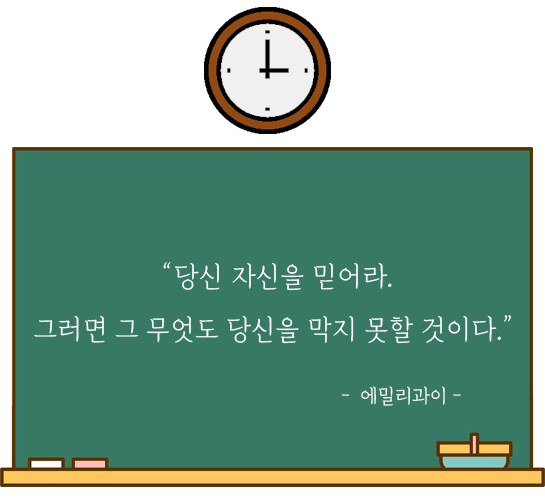 “당신 자신을 믿어라.
그러면 그 무엇도 당신을 막지 못할 것이다.”
- 에밀리과이 -